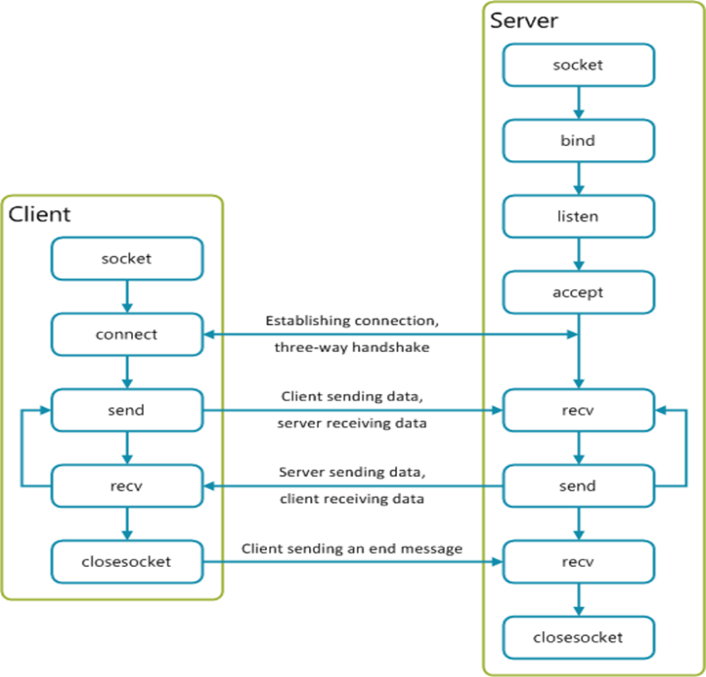 Server
socket
bind
listen
accept
Client
socket
connect
Establishing connection,
three-way handshake
send
Client sending data,
server receiving data
recv
recv
Server sending data,
client receiving data
send
closesocket
Client sending an end message
recv
closesocket